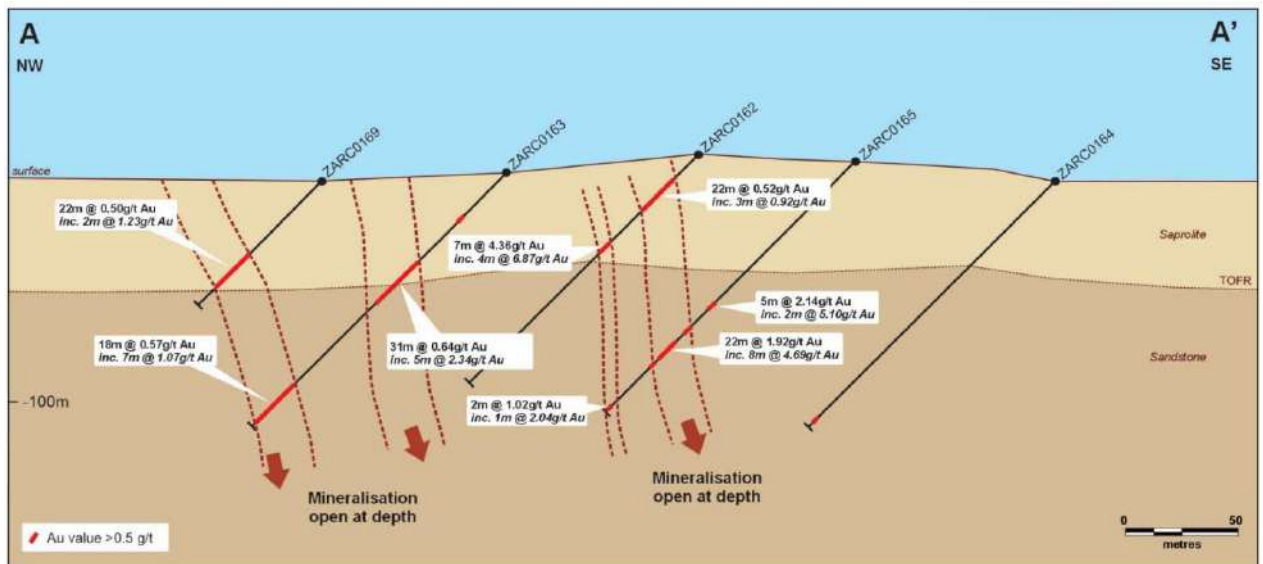 A
NW
A'
SE
ZARC0169
ZARC0163
ZARC0162
ZARC0165
ZARC0164
surface
22m @ 0.50g/t Au
inc. 2m @ 1.23g/t Au
22m @ 0.52g/t Au
inc. 3m @ 0.92g/t Au
7m @ 4.36g/t Au
inc. 4m @ 6.87g/t Au
Saprolite
TOFR
5m @ 2.14g/t Au
inc. 2m @ 5.10g/t Au
18m @ 0.57g/t Au
inc. 7m @ 1.07g/t Au
31m @ 0.64g/t Au
inc. 5m @ 2.34g/t Au
22m @ 1.92g/t Au
inc. 8m @ 4.69g/t Au
Sandstone
-100m
2m @ 1.02g/t Au
inc. 1m @ 2.04g/t Au
Mineralisation
open at depth
Mineralisation
open at depth
Au value >0.5 g/t
0 50
metres